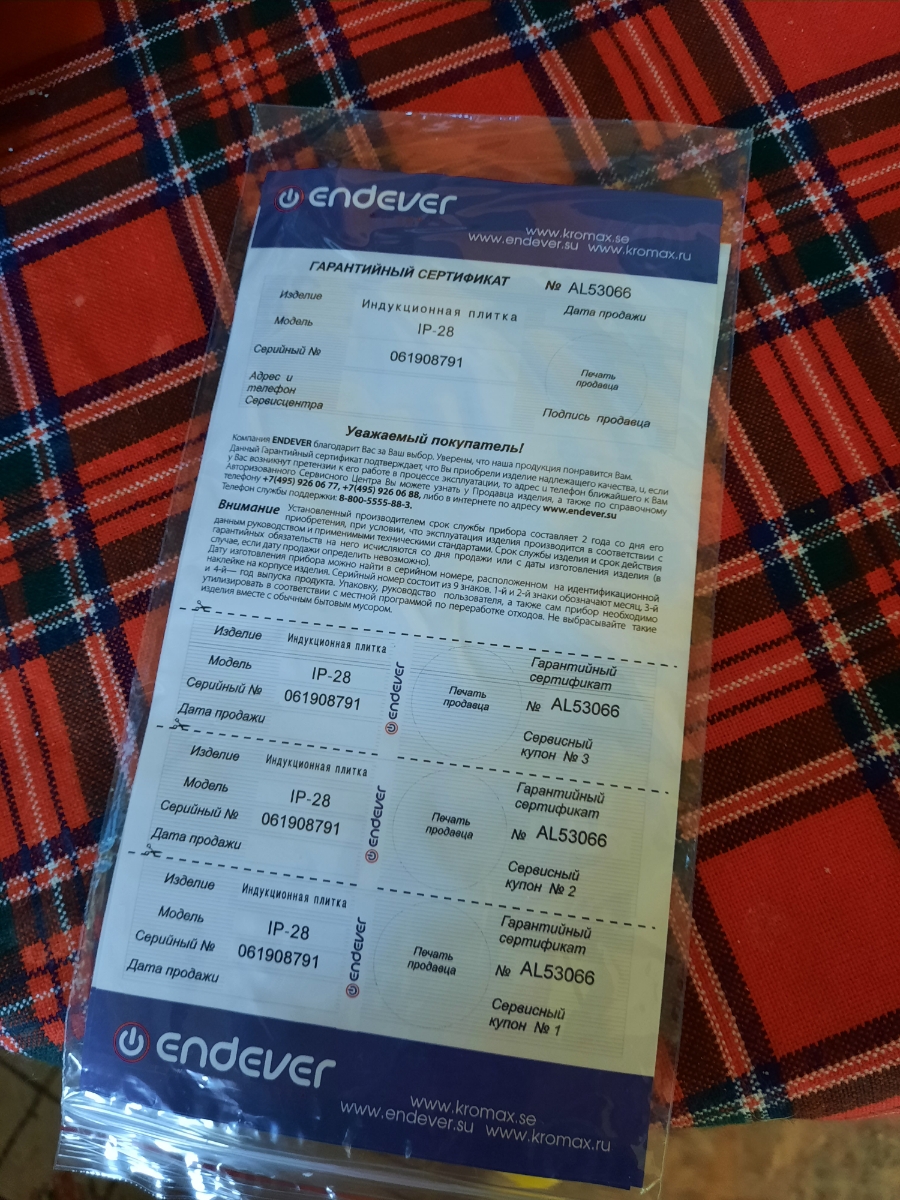 endever
www.kromax.se
www.endever.su www.kromax.ru
ГАРАНТИЙНЫЙ СЕРТИФИКАТ № AL53066
Изделие Индукционная плитка Дата продажи
Модель IP-28
Серийный № 061908791
Печать
продавца
Адрес и
телефон
Сервисцентра
Подпись продавца
Уважаемый покупатель!
Компания ENDEVER благодарит Вас за Ваш выбор. Уверены, что наша продукция понравится Вам.
Данный Гарантийный сертификат подтверждает, что Вы приобрели изделие надлежащего качества, и, если
у Вас возникнут претензии к его работе в процессе эксплуатации, то адрес и телефон ближайшего к Вам
Авторизованного Сервисного Центра Вы можете узнать у Продавца изделия, а также по справочному
телефону +7(495) 926 06 77, +7(495) 926 06 88, либо в интернете по адресу www.endever.su
Телефон службы поддержки: 8-800-5555-88-3.
Внимание Установленный производителем срок службы прибора составляет 2 года со дня его
приобретения, при условии, что эксплуатация изделия производится в соответствии с
данным руководством и применимыми техническими стандартами. Срок службы изделия и срок действия
гарантийных обязательств на него исчисляются со дня продажи или с даты изготовления изделия (в
случае, если дату продажи определить невозможно).
Дату изготовления прибора можно найти в серийном номере, расположенном на идентификационной
наклейке на корпусе изделия. Серийный номер состоит из 9 знаков. 1-й и 2-й знаки обозначают месяц, 3-й
и 4-й — год выпуска продукта. Упаковку, руководство пользователя, а также сам прибор необходимо
утилизировать в соответствии с местной программой по переработке отходов. Не выбрасывайте такие
изделия вместе с обычным бытовым мусором.
Изделие Индукционная плитка
Модель IP-28
Серийный № 061908791
Дата продажи
endever
Печать
продавца
Гарантийный
сертификат
№ AL53066
Сервисный
купон № 3
Изделие Индукционная плитка
Модель IP-28
Серийный № 061908791
Дата продажи
endever
Печать
продавца
Гарантийный
сертификат
№ AL53066
Сервисный
купон № 2
Изделие Индукционная плитка
Модель IP-28
Серийный № 061908791
Дата продажи
endever
Печать
продавца
Гарантийный
сертификат
№ AL53066
Сервисный
купон № 1
endever
www.kromax.se
www.endever.su www.kromax.ru